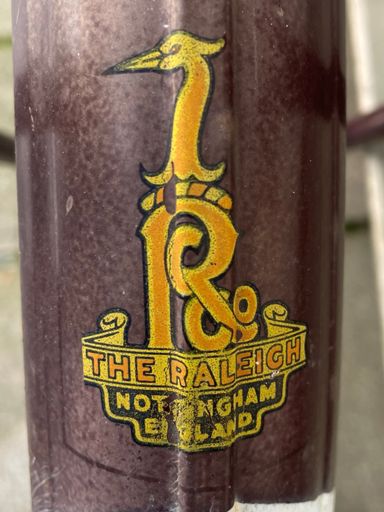 R Co
THE RALEIGH
NOTTINGHAM
ENGLAND